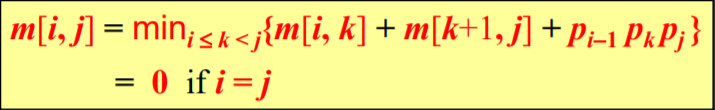 m[i, j] = min_{i ≤ k < j}{m[i, k] + m[k+1, j] + p_{i–1} p_k p_j}
= 0 if i = j